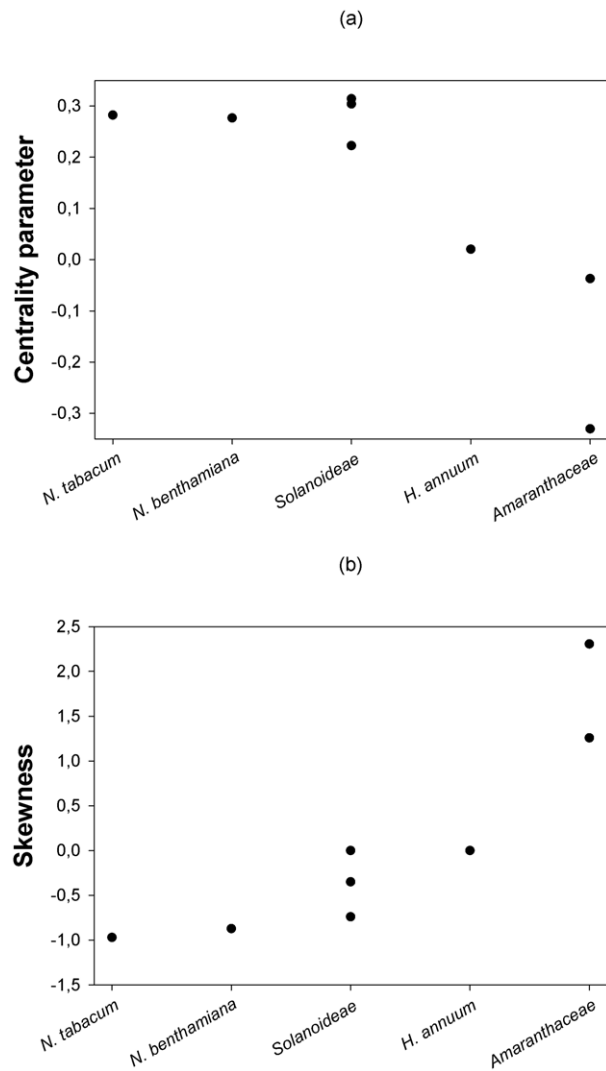 (a)
Centrality parameter
0,3
0,2
0,1
0,0
-0,1
-0,2
-0,3
N. tabacum
N. benthamiana
Solanoideae
H. annuum
Amaranthaceae
(b)
Skewness
2,5
2,0
1,5
1,0
0,5
0,0
-0,5
-1,0
-1,5
N. tabacum
N. benthamiana
Solanoideae
H. annuum
Amaranthaceae